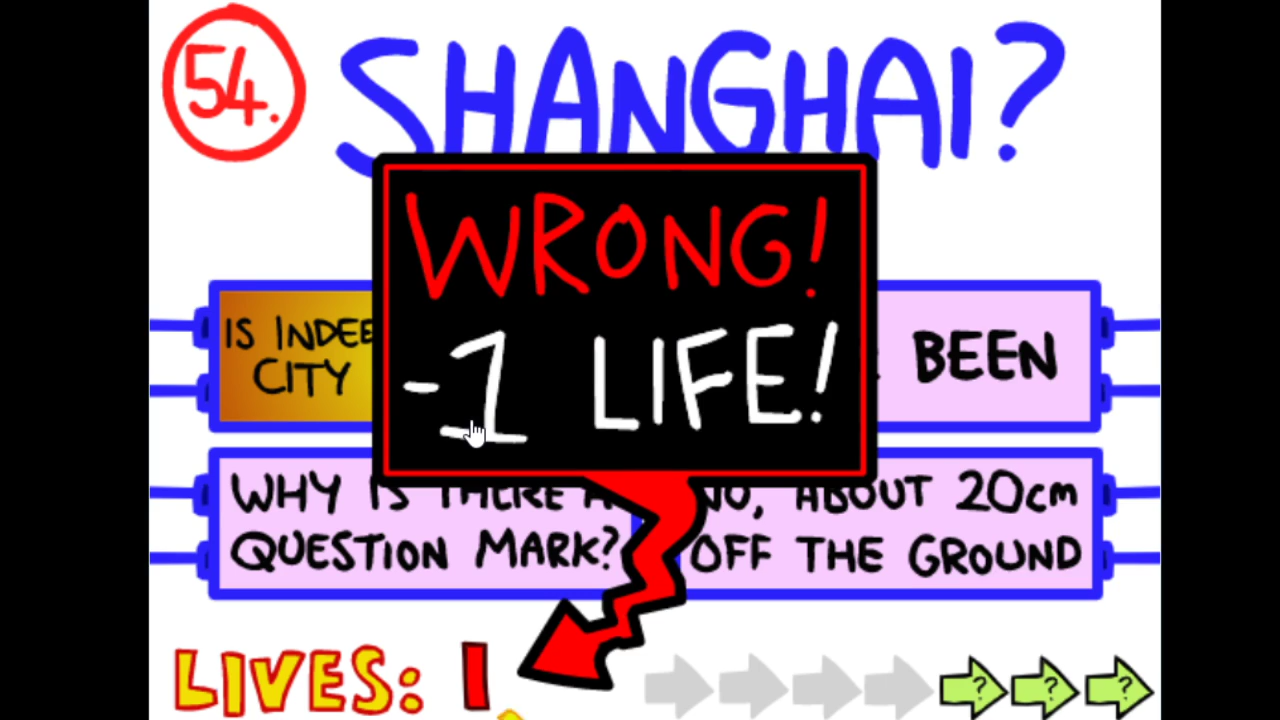 54.
SHANGHAI?
WRONG!
-1 LIFE!
IS INDEE
CITY
BEEN
WHY IS THERE A
QUESTION MARK?
NO, ABOUT 20cm
OFF THE GROUND
LIVES: 1
? ? ?